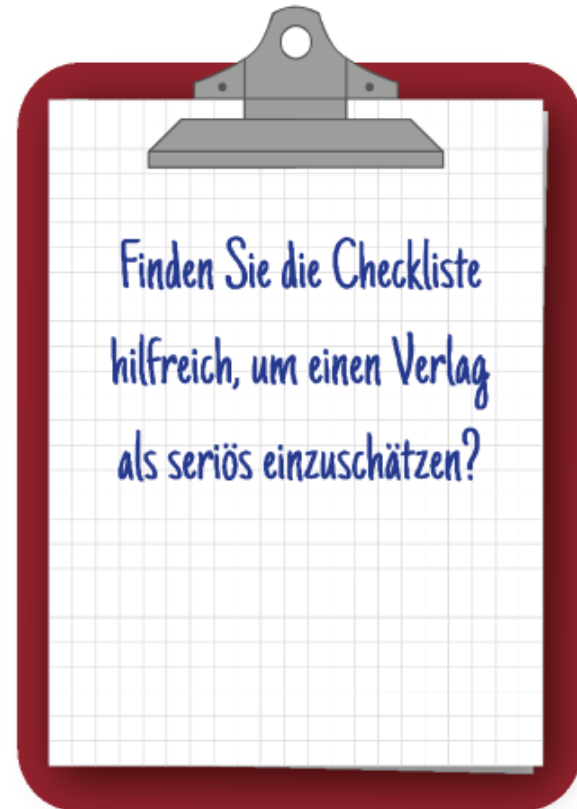 Finden Sie die Checkliste
hilfreich, um einen Verlag
als seriös einzuschätzen?